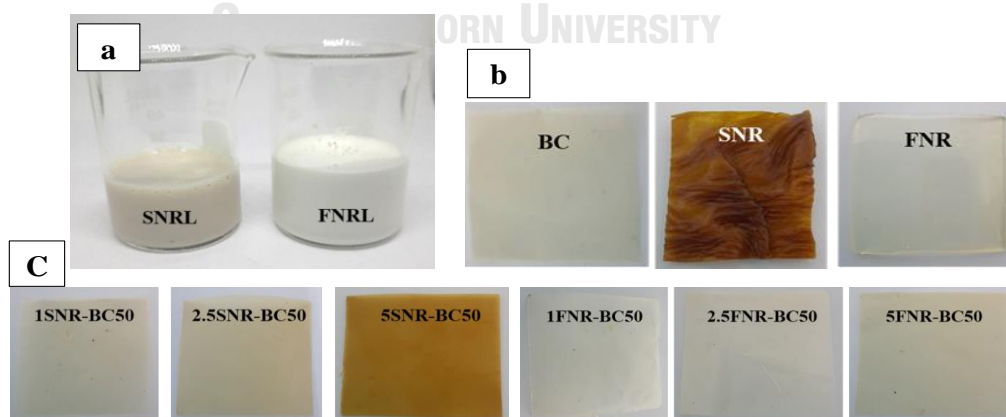 ORN UNIVERSITY
a
SNRL
FNRL
b
BC
SNR
FNR
C
1SNR-BC50
2.5SNR-BC50
5SNR-BC50
1FNR-BC50
2.5FNR-BC50
5FNR-BC50